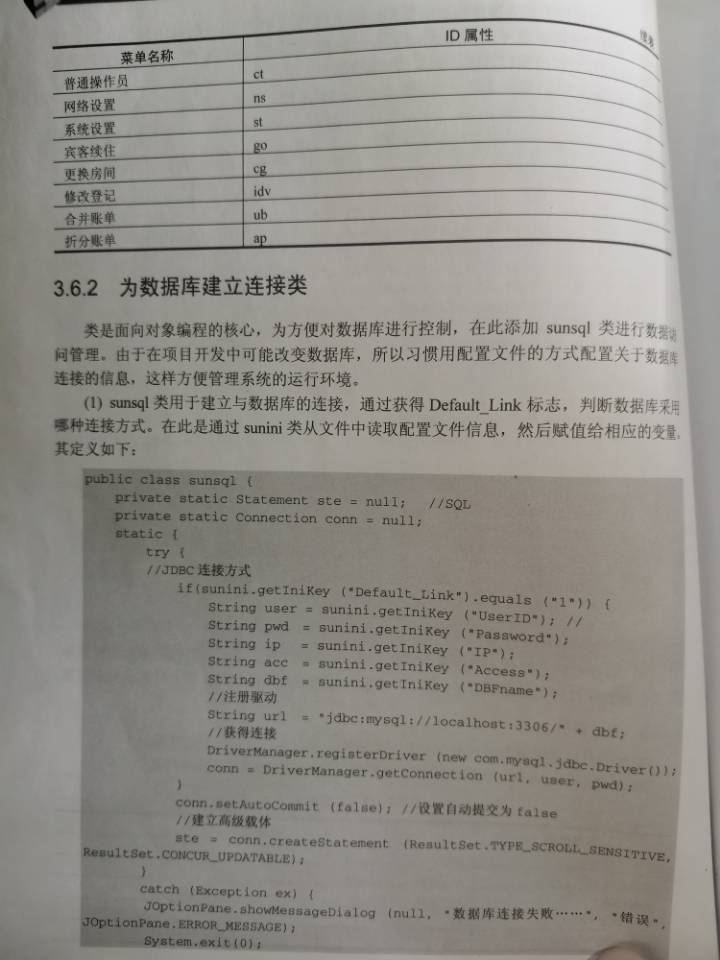 续表
菜单名称 ID 属性
普通操作员 ct
网络设置 ns
系统设置 st
宾客续住 go
更换房间 cg
修改登记 idv
合并账单 ub
折分账单 ap
3.6.2 为数据库建立连接类
类是面向对象编程的核心，为方便对数据库进行控制，在此添加 sunsql 类进行数据访
问管理。由于在项目开发中可能改变数据库，所以习惯用配置文件的方式配置关于数据库
连接的信息，这样方便管理系统的运行环境。
(1) sunsql 类用于建立与数据库的连接，通过获得 Default_Link 标志，判断数据库采用
哪种连接方式。在此是通过 sunini 类从文件中读取配置文件信息，然后赋值给相应的变量，
其定义如下：
public class sunsql {
private static Statement ste = null; //SQL
private static Connection conn = null;
static {
try {
//JDBC 连接方式
if(sunini.getIniKey ("Default_Link").equals ("1")) {
String user = sunini.getIniKey ("UserID"); //
String pwd = sunini.getIniKey ("Password");
String ip = sunini.getIniKey ("IP");
String acc = sunini.getIniKey ("Access");
String dbf = sunini.getIniKey ("DBFname");
//注册驱动
String url = "jdbc:mysql://localhost:3306/" + dbf;
//获得连接
DriverManager.registerDriver (new com.mysql.jdbc.Driver());
conn = DriverManager.getConnection (url, user, pwd);
}
conn.setAutoCommit (false); //设置自动提交为 false
//建立高级载体
ste = conn.createStatement (ResultSet.TYPE_SCROLL_SENSITIVE,
ResultSet.CONCUR_UPDATABLE);
}
catch (Exception ex) {
JOptionPane.showMessageDialog (null, "数据库连接失败……", "错误",
JOptionPane.ERROR_MESSAGE);
System.exit(0);